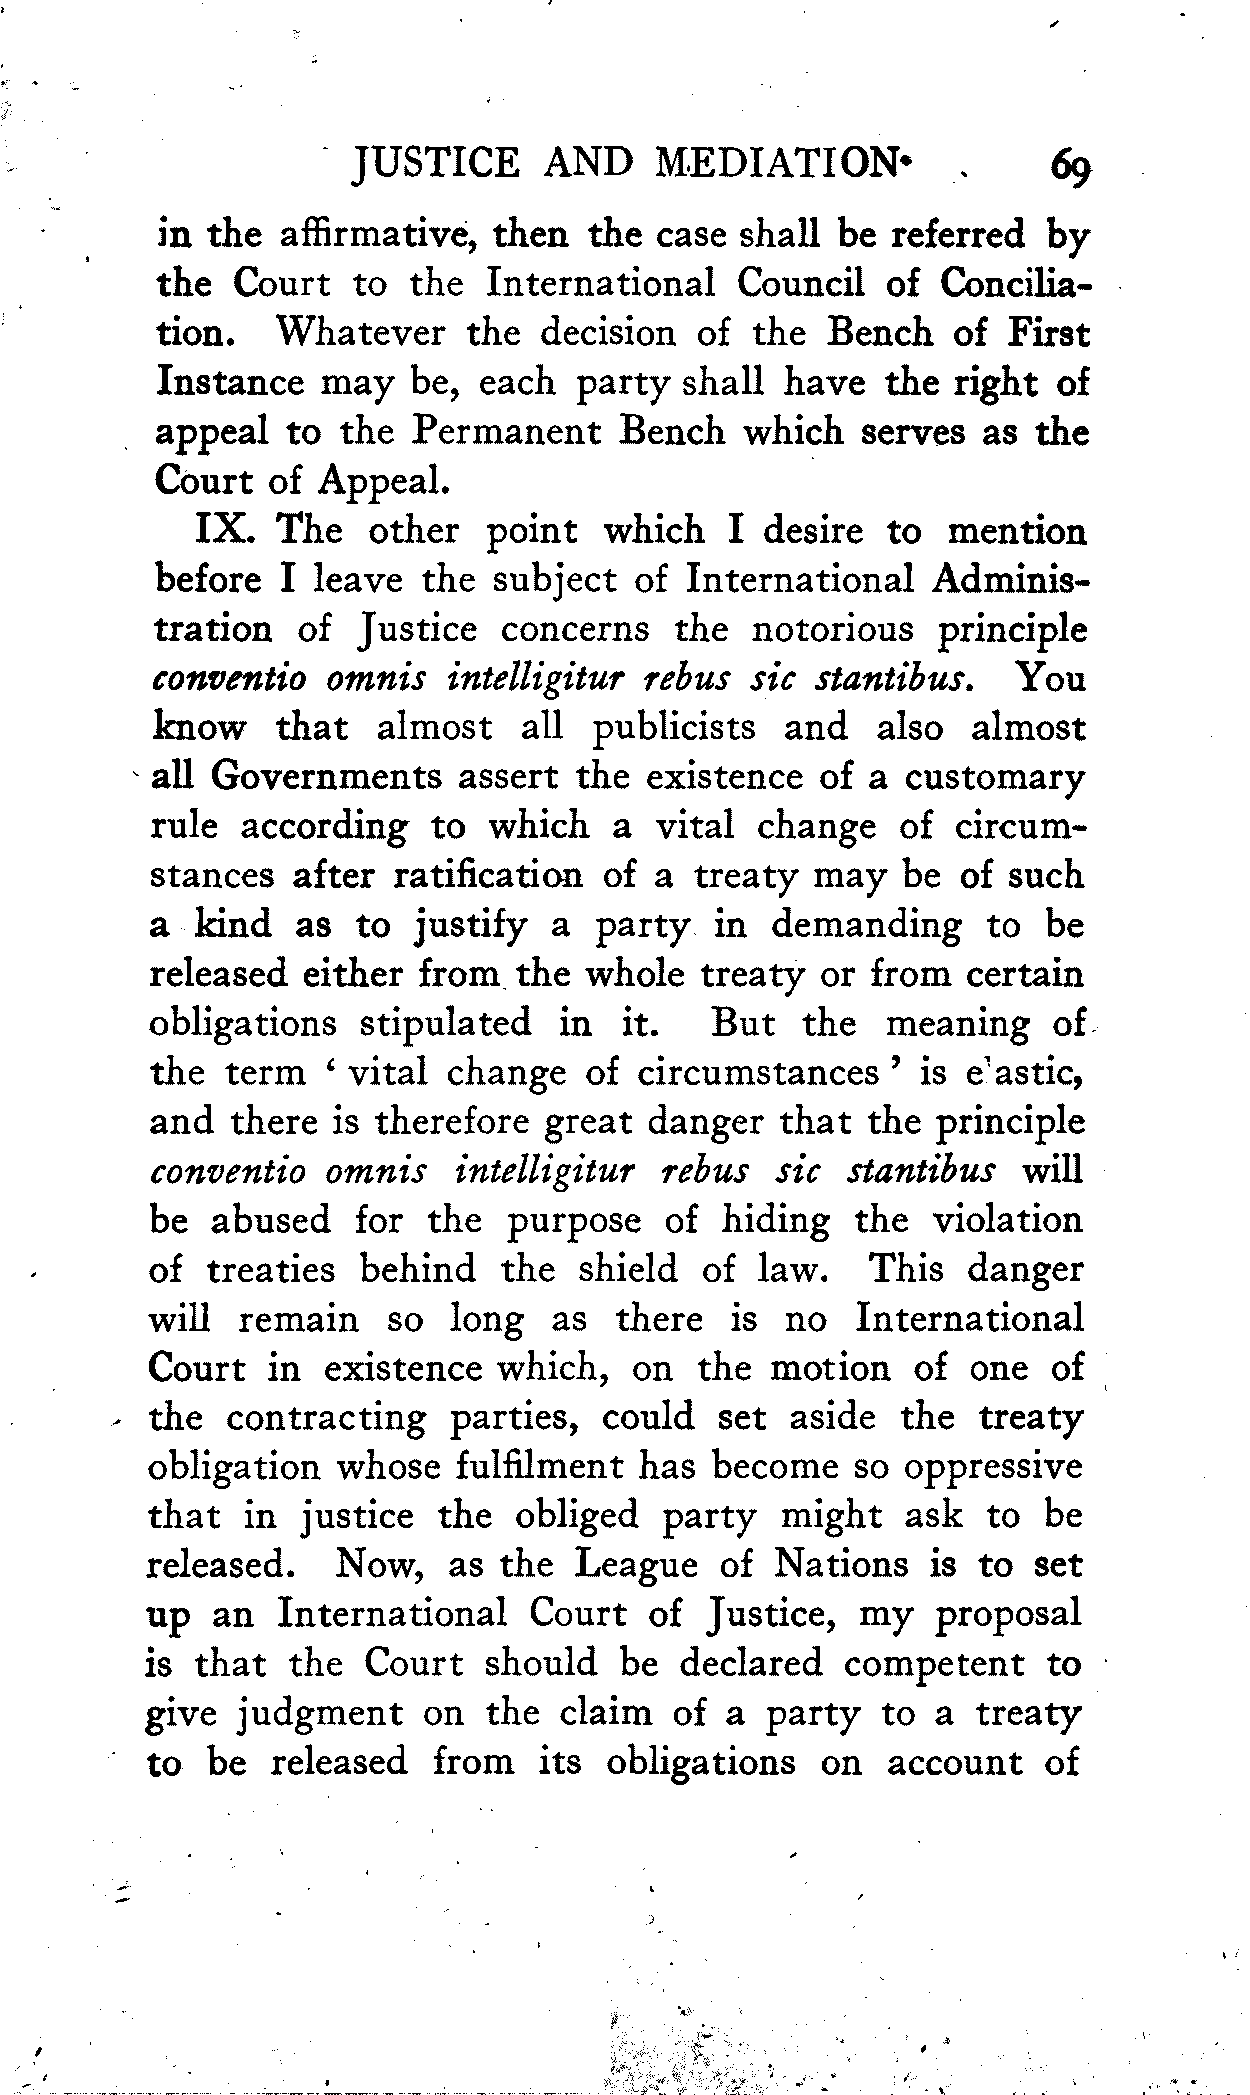 JUSTICE AND MEDIATION 69
in the affirmative, then the case shall be referred by
the Court to the International Council of Concilia-
tion. Whatever the decision of the Bench of First
Instance may be, each party shall have the right of
appeal to the Permanent Bench which serves as the
Court of Appeal.
IX. The other point which I desire to mention
before I leave the subject of International Adminis-
tration of Justice concerns the notorious principle
conventio omnis intelligitur rebus sic stantibus. You
know that almost all publicists and also almost
all Governments assert the existence of a customary
rule according to which a vital change of circum-
stances after ratification of a treaty may be of such
a kind as to justify a party in demanding to be
released either from the whole treaty or from certain
obligations stipulated in it. But the meaning of
the term ‘ vital change of circumstances ’ is elastic,
and there is therefore great danger that the principle
conventio omnis intelligitur rebus sic stantibus will
be abused for the purpose of hiding the violation
of treaties behind the shield of law. This danger
will remain so long as there is no International
Court in existence which, on the motion of one of
the contracting parties, could set aside the treaty
obligation whose fulfilment has become so oppressive
that in justice the obliged party might ask to be
released. Now, as the League of Nations is to set
up an International Court of Justice, my proposal
is that the Court should be declared competent to
give judgment on the claim of a party to a treaty
to be released from its obligations on account of